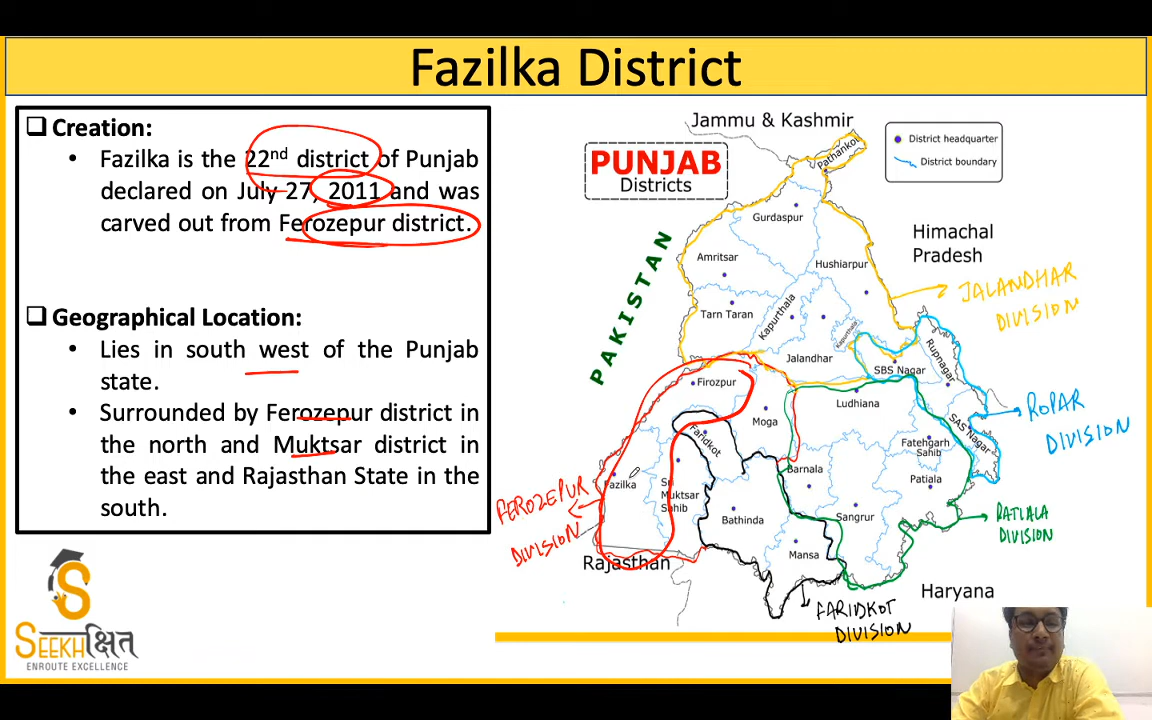 Fazilka District
❑ Creation:
• Fazilka is the 22nd district of Punjab
declared on July 27, 2011 and was
carved out from Ferozepur district.
❑ Geographical Location:
• Lies in south west of the Punjab
state.
• Surrounded by Ferozepur district in
the north and Muktsar district in
the east and Rajasthan State in the
south.
SEEKHक्षित
ENROUTE EXCELLENCE
Jammu & Kashmir
PUNJAB
Districts
District headquarter
District boundary
Pathankot
Gurdaspur
Himachal
Pradesh
PAKISTAN
Amritsar
Hushiarpur
JALANDHAR
DIVISION
Tarn Taran
Kapurthala
Kapurthala
Jalandhar
SBS Nagar
Rupnagar
Firozpur
Moga
Ludhiana
ROPAR
DIVISION
SAS Nagar
Faridkot
Fatehgarh
Sahib
Barnala
Patiala
Fazilka
Sri
Muktsar
Sahib
FEROZEPUR
DIVISION
Bathinda
Sangrur
PATIALA
DIVISION
Mansa
Rajasthan
Haryana
FARIDKOT
DIVISION